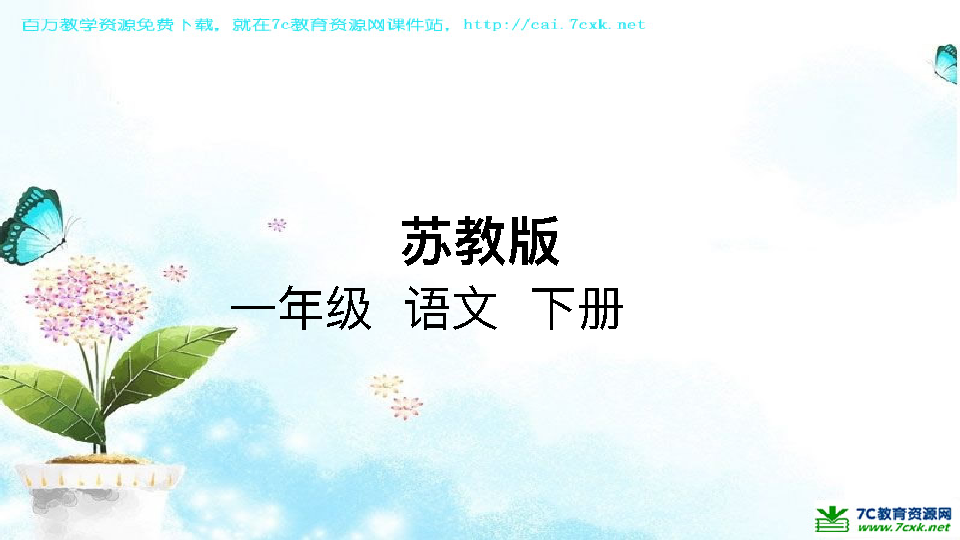 百万教学资源免费下载，就在7c教育资源网课件站，http://cai.7cxk.net
苏教版
一年级 语文 下册
7C教育资源网
www.7cxk.net